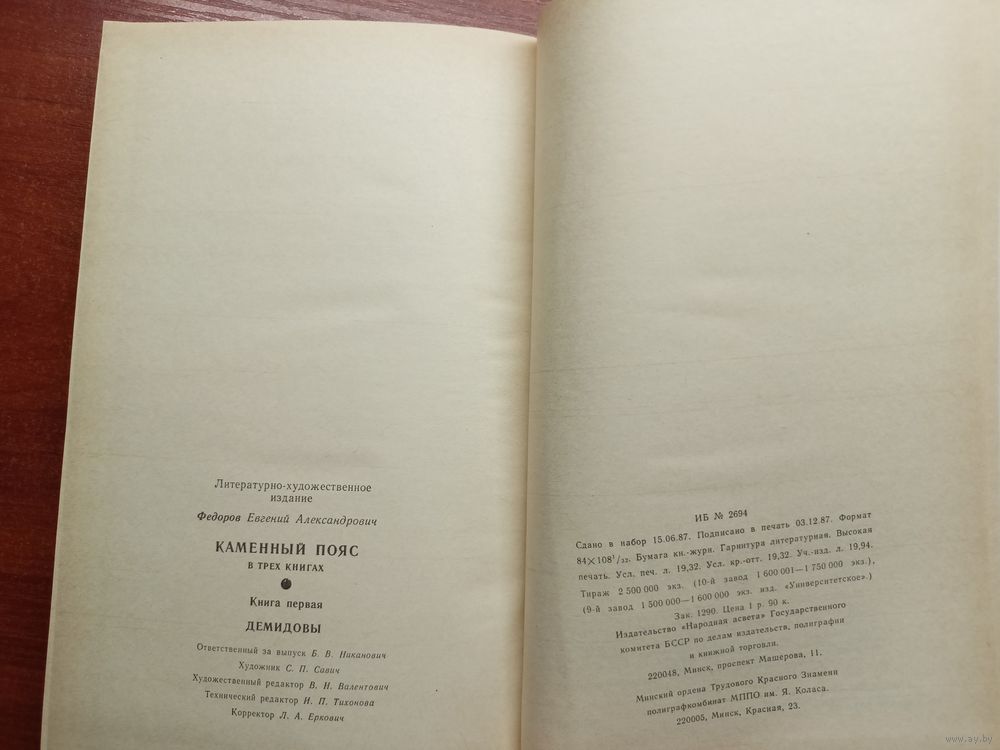 Литературно-художественное
издание
Федоров Евгений Александрович
КАМЕННЫЙ ПОЯС
В ТРЕХ КНИГАХ
Книга первая
ДЕМИДОВЫ
Ответственный за выпуск Б. В. Никанович
Художник С. П. Савич
Художественный редактор В. Н. Валентович
Технический редактор И. П. Тихонова
Корректор Л. А. Еркович
ИБ № 2694
Сдано в набор 15.06.87. Подписано в печать 03.12.87. Формат
84×108¹/₃₂. Бумага кн.-журн. Гарнитура литературная. Высокая
печать. Усл. печ. л. 19,32. Усл. кр.-отт. 19,32. Уч.-изд. л. 19,94.
Тираж 2 500 000 экз. (10-й завод 1 600 001—1 750 000 экз.),
(9-й завод 1 500 000—1 600 000 экз. изд. «Университетское».)
Зак. 1290. Цена 1 р. 90 к.
Издательство «Народная асвета» Государственного
комитета БССР по делам издательств, полиграфии
и книжной торговли.
220048, Минск, проспект Машерова, 11.
Минский ордена Трудового Красного Знамени
полиграфкомбинат МППО им. Я. Коласа.
220005, Минск, Красная, 23.
www.ay.by